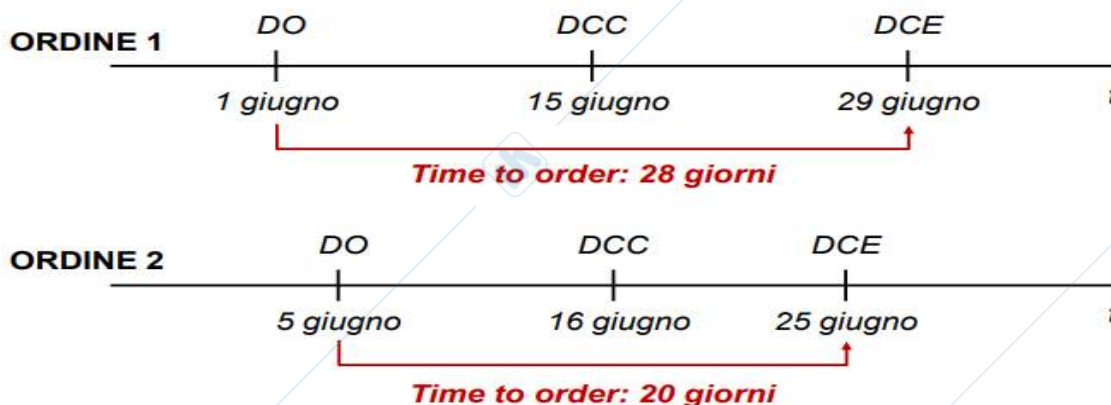 DO DCC DCE
ORDINE 1
1 giugno 15 giugno 29 giugno t
Time to order: 28 giorni
DO DCC DCE
ORDINE 2
5 giugno 16 giugno 25 giugno t
Time to order: 20 giorni